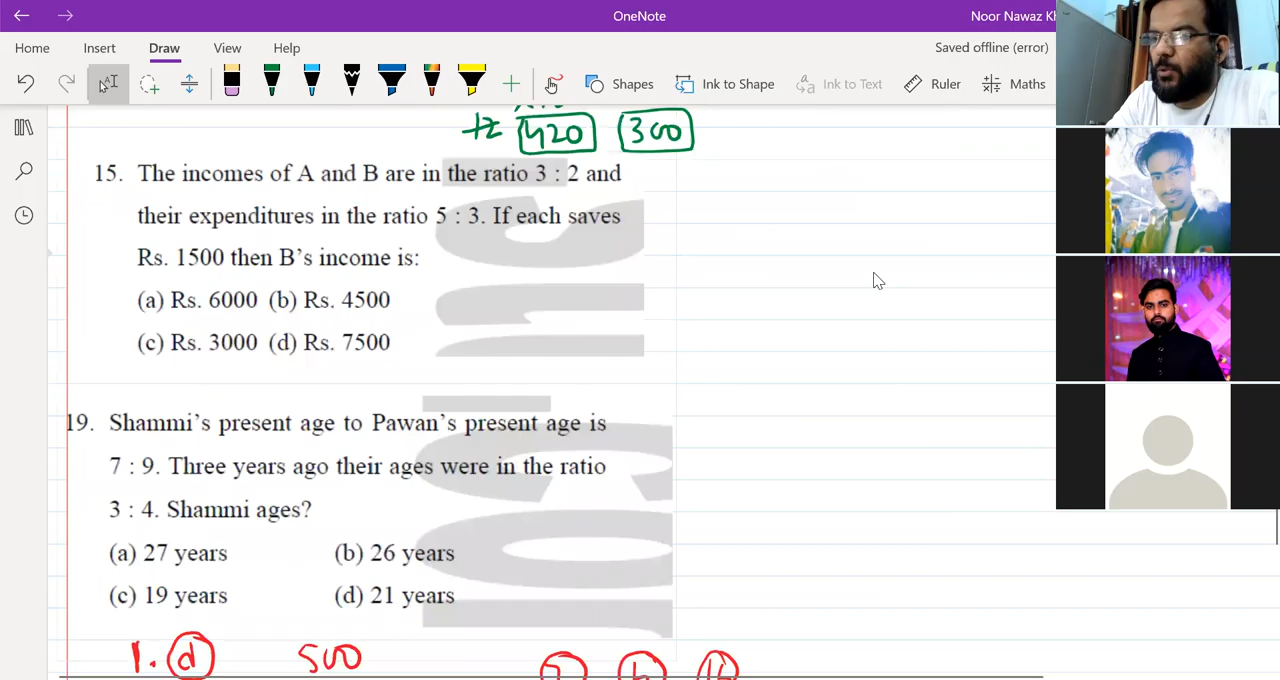 OneNote
Noor Nawaz Kh
Home Insert Draw View Help
Saved offline (error)
Shapes Ink to Shape Ink to Text Ruler Maths
+2 420 300
15. The incomes of A and B are in the ratio 3 : 2 and
their expenditures in the ratio 5 : 3. If each saves
Rs. 1500 then B's income is:
(a) Rs. 6000 (b) Rs. 4500
(c) Rs. 3000 (d) Rs. 7500
19. Shammi's present age to Pawan's present age is
7 : 9. Three years ago their ages were in the ratio
3 : 4. Shammi ages?
(a) 27 years (b) 26 years
(c) 19 years (d) 21 years
1. d 500